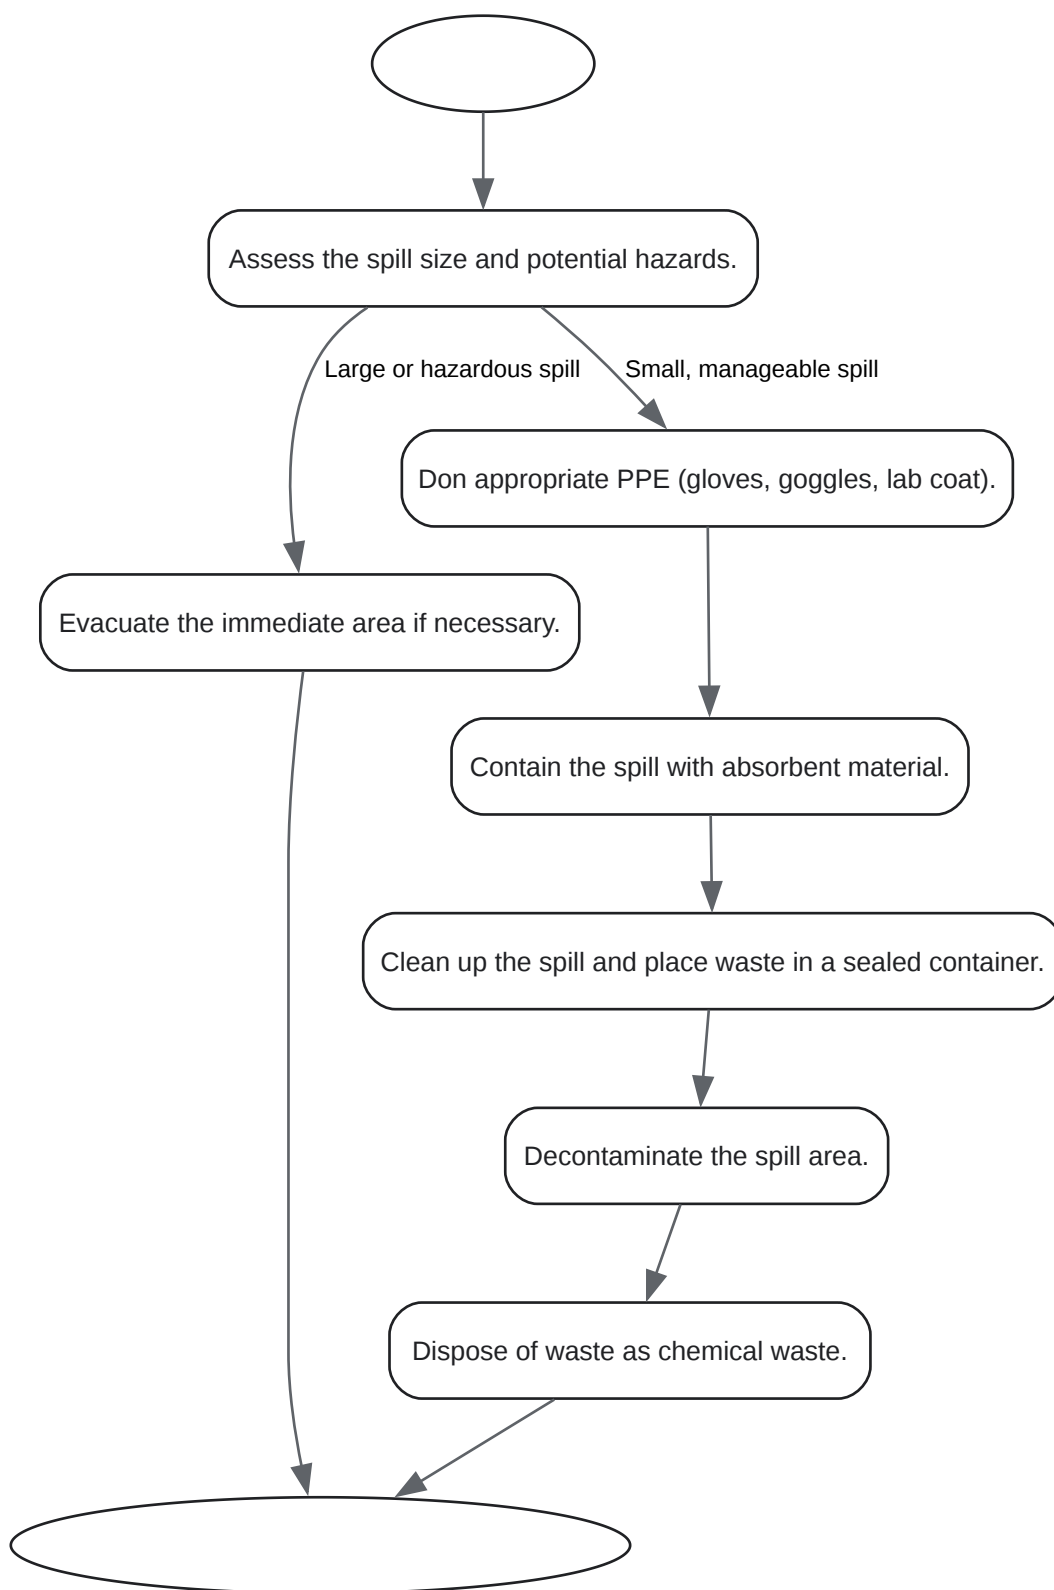 Assess the spill size and potential hazards.
Large or hazardous spill
Small, manageable spill
Don appropriate PPE (gloves, goggles, lab coat).
Evacuate the immediate area if necessary.
Contain the spill with absorbent material.
Clean up the spill and place waste in a sealed container.
Decontaminate the spill area.
Dispose of waste as chemical waste.